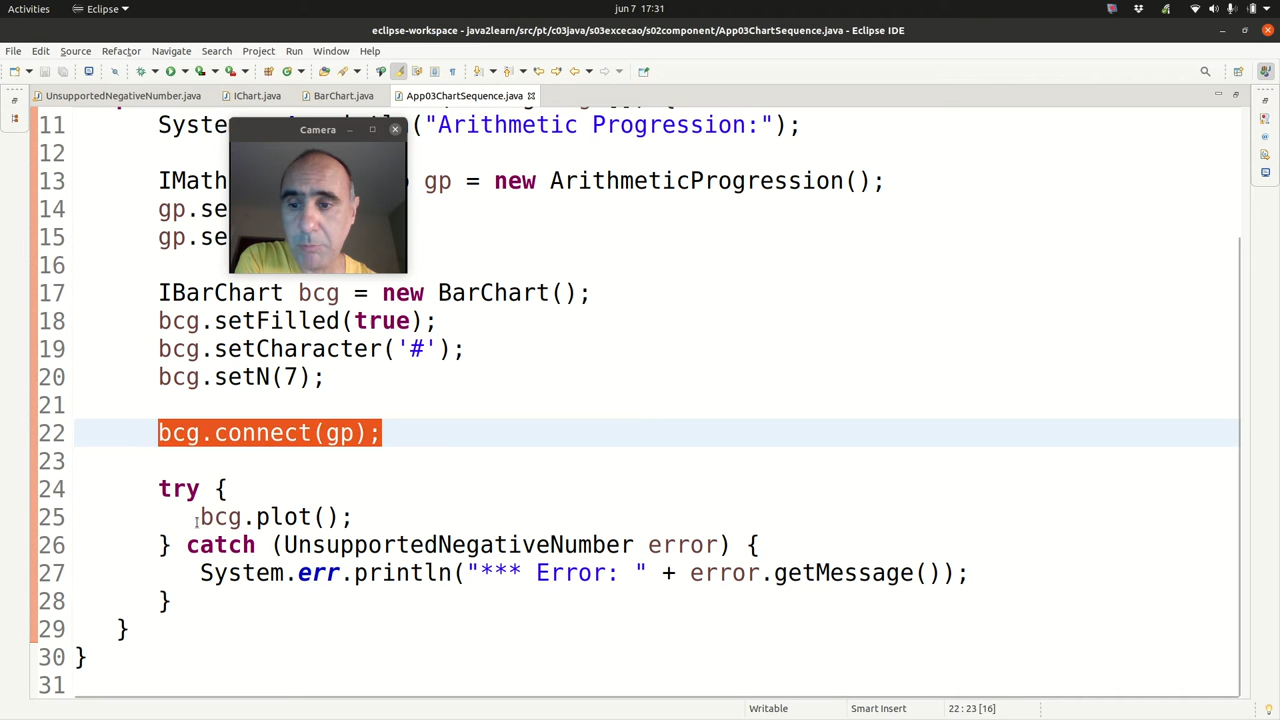 Activities
Eclipse
jun 7 17:31
eclipse-workspace - java2learn/src/pt/c03java/s03excecao/s02component/App03ChartSequence.java - Eclipse IDE
File Edit Source Refactor Navigate Search Project Run Window Help
UnsupportedNegativeNumber.java IChart.java BarChart.java App03ChartSequence.java
11 Syste ("Arithmetic Progression:");
Camera
12
13 IMath gp = new ArithmeticProgression();
14 gp.se
15 gp.se
16
17 IBarChart bcg = new BarChart();
18 bcg.setFilled(true);
19 bcg.setCharacter('#');
20 bcg.setN(7);
21
22 bcg.connect(gp);
23
24 try {
25 bcg.plot();
26 } catch (UnsupportedNegativeNumber error) {
27 System.err.println("*** Error: " + error.getMessage());
28 }
29 }
30 }
31
Writable Smart Insert 22 : 23 [16]